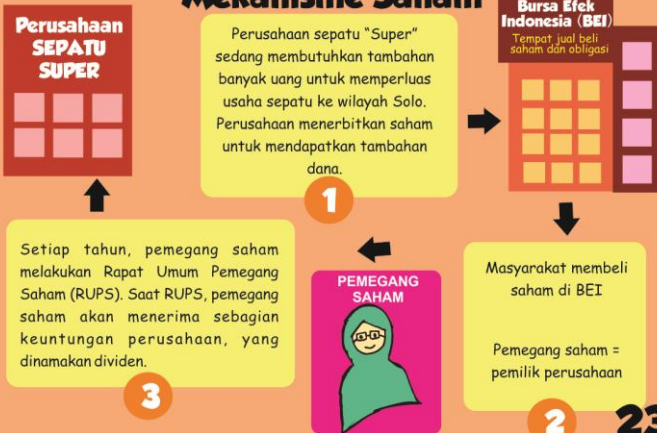 Mekanisme Saham
Perusahaan
SEPATU
SUPER
Perusahaan sepatu “Super”
sedang membutuhkan tambahan
banyak uang untuk memperluas
usaha sepatu ke wilayah Solo.
Perusahaan menerbitkan saham
untuk mendapatkan tambahan
dana.
1
Bursa Efek
Indonesia (BEI)
Tempat jual beli
saham dan obligasi
Masyarakat membeli
saham di BEI
Pemegang saham =
pemilik perusahaan
2
PEMEGANG
SAHAM
Setiap tahun, pemegang saham
melakukan Rapat Umum Pemegang
Saham (RUPS). Saat RUPS, pemegang
saham akan menerima sebagian
keuntungan perusahaan, yang
dinamakan dividen.
3
23